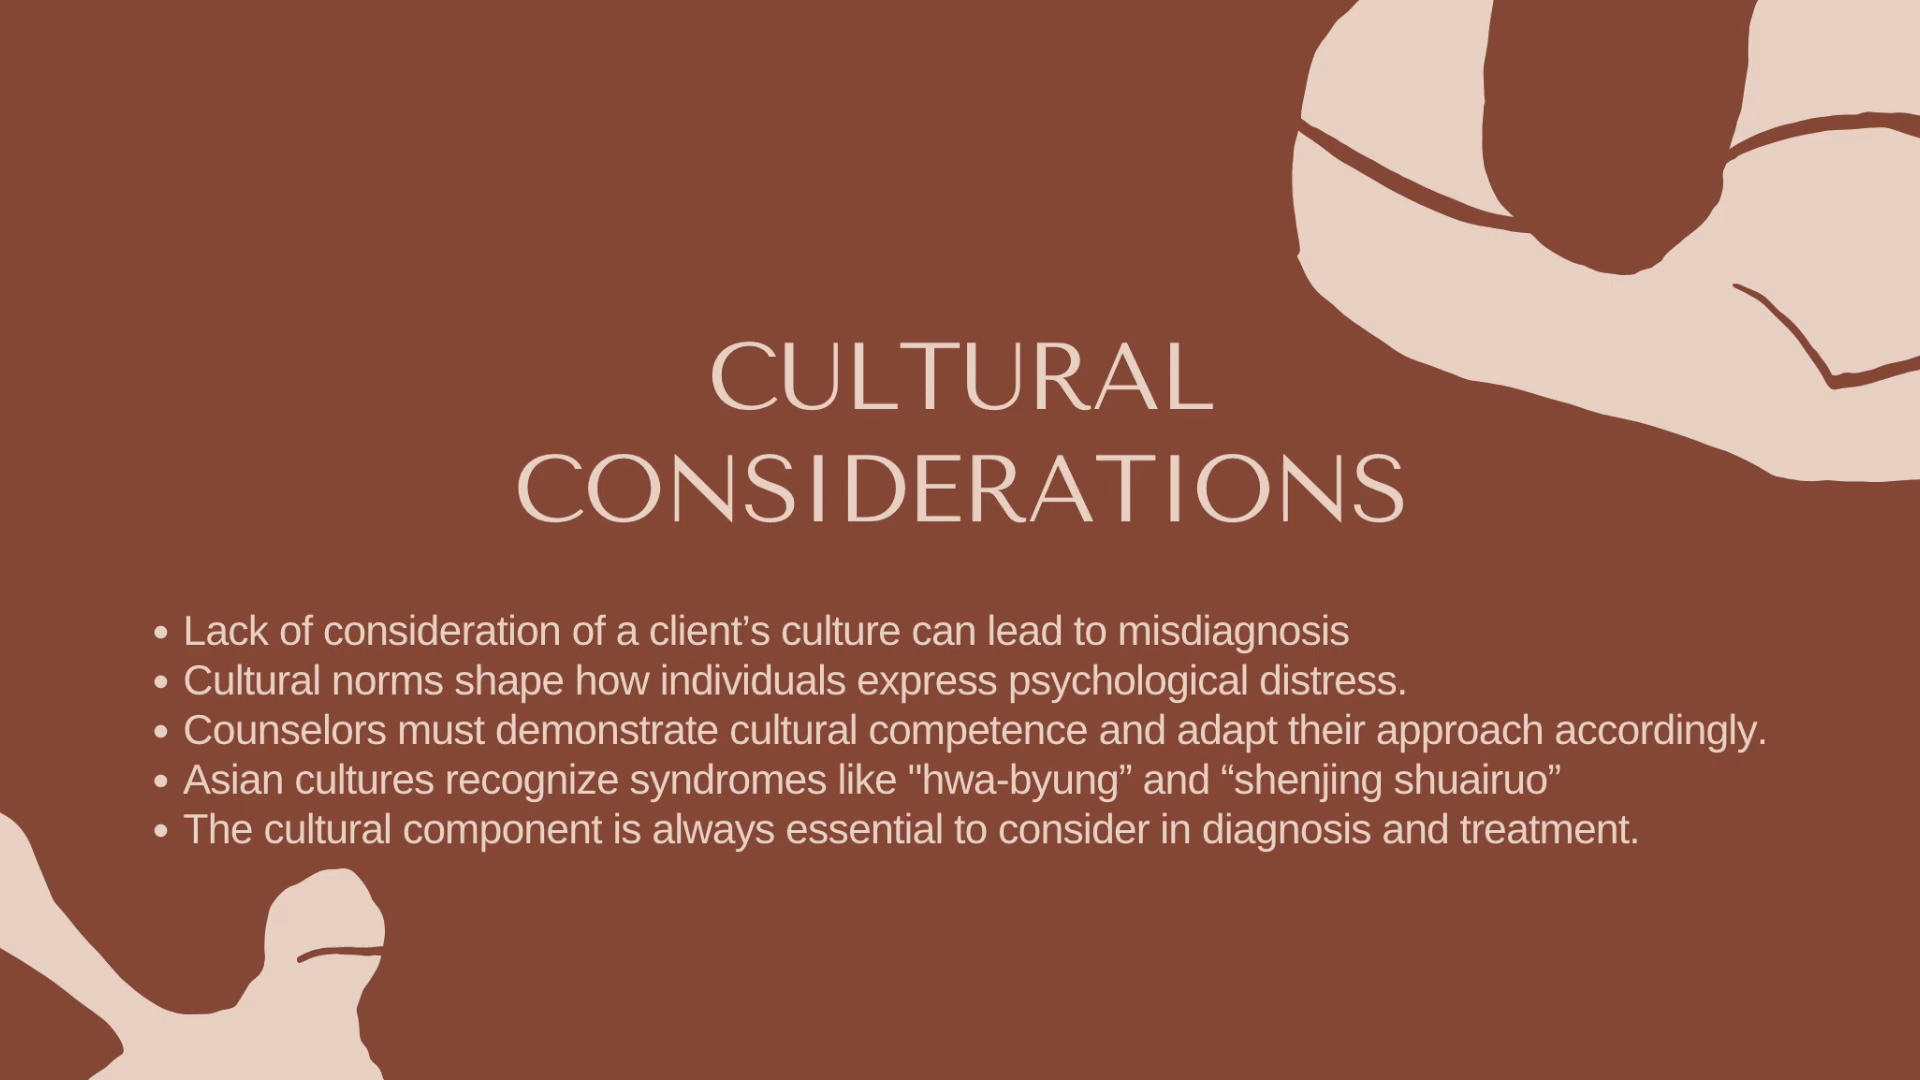 CULTURAL
CONSIDERATIONS
• Lack of consideration of a client’s culture can lead to misdiagnosis
• Cultural norms shape how individuals express psychological distress.
• Counselors must demonstrate cultural competence and adapt their approach accordingly.
• Asian cultures recognize syndromes like "hwa-byung” and “shenjing shuairuo”
• The cultural component is always essential to consider in diagnosis and treatment.